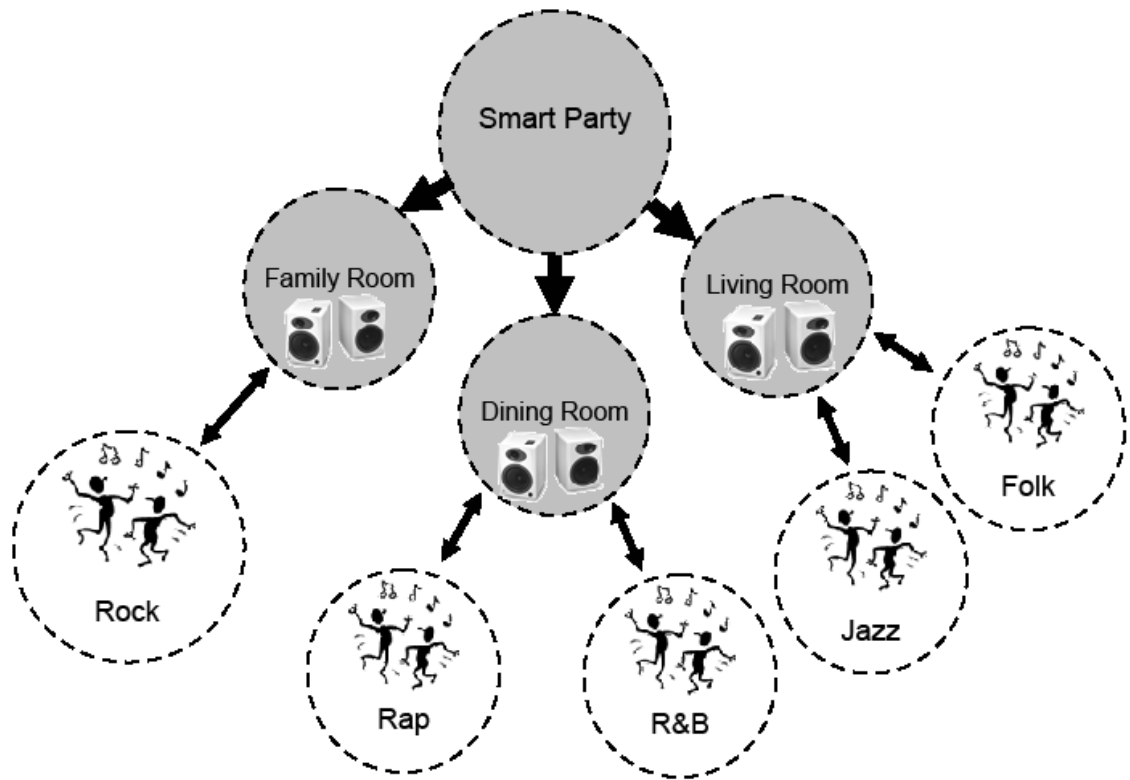 Smart Party
Family Room
Living Room
Dining Room
Folk
Rock
Jazz
Rap
R&B